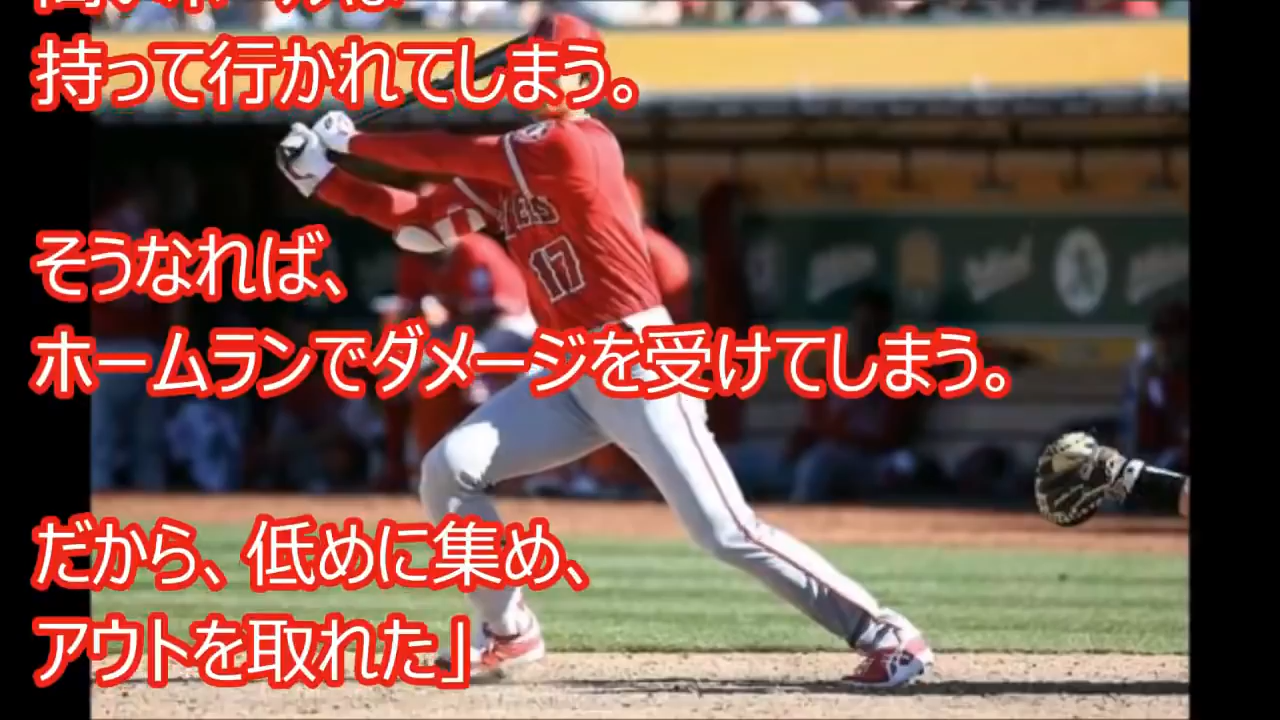 持って行かれてしまう。
そうなれば、
ホームランでダメージを受けてしまう。
だから、低めに集め、
アウトを取れた」
17